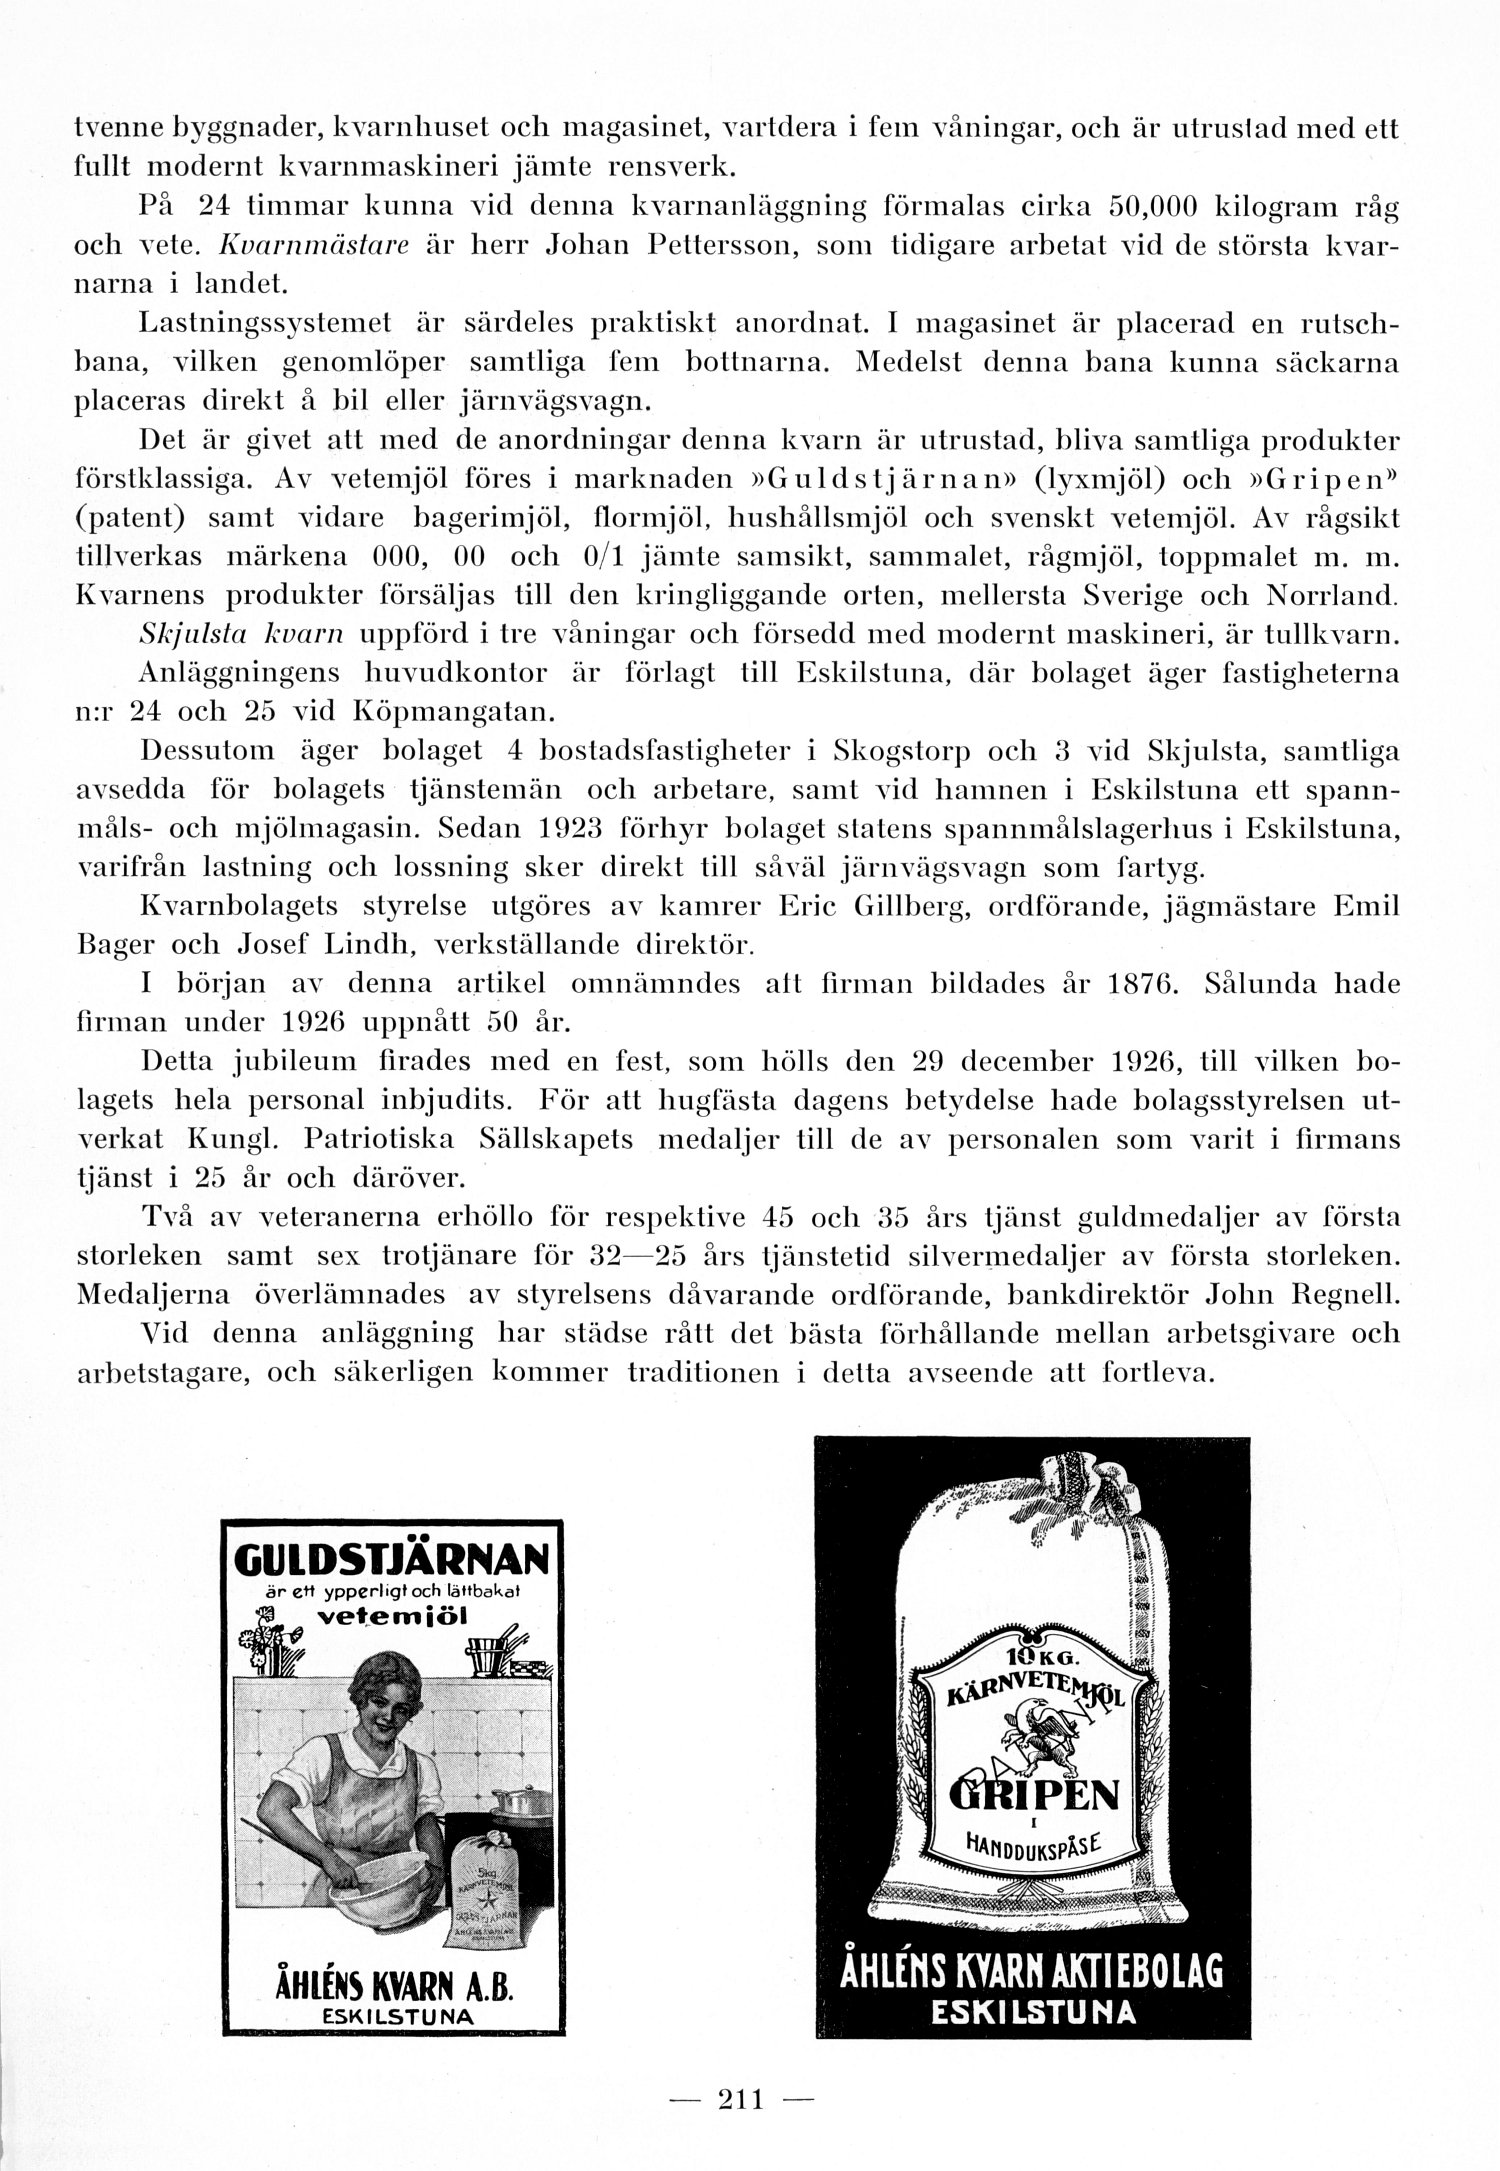 tvenne byggnader, kvarnhuset och magasinet, vartdera i fem våningar, och är utrustad med ett
fullt modernt kvarnmaskineri jämte rensverk.
På 24 timmar kunna vid denna kvarnanläggning förmalas cirka 50,000 kilogram råg
och vete. Kvarnmästare är herr Johan Pettersson, som tidigare arbetat vid de största kvar-
narna i landet.
Lastningssystemet är särdeles praktiskt anordnat. I magasinet är placerad en rutsch-
bana, vilken genomlöper samtliga fem bottnarna. Medelst denna bana kunna säckarna
placeras direkt å bil eller järnvägsvagn.
Det är givet att med de anordningar denna kvarn är utrustad, bliva samtliga produkter
förstklassiga. Av vetemjöl föres i marknaden »Guldstjärnan» (lyxmjöl) och »Gripen»
(patent) samt vidare bagerimjöl, flormjöl, hushållsmjöl och svenskt vetemjöl. Av rågsikt
tillverkas märkena 000, 00 och 0/1 jämte samsikt, sammalet, rågmjöl, toppmalet m. m.
Kvarnens produkter försäljas till den kringliggande orten, mellersta Sverige och Norrland.
Skjulsta kvarn uppförd i tre våningar och försedd med modernt maskineri, är tullkvarn.
Anläggningens huvudkontor är förlagt till Eskilstuna, där bolaget äger fastigheterna
n:r 24 och 25 vid Köpmangatan.
Dessutom äger bolaget 4 bostadsfastigheter i Skogstorp och 3 vid Skjulsta, samtliga
avsedda för bolagets tjänstemän och arbetare, samt vid hamnen i Eskilstuna ett spann-
måls- och mjölmagasin. Sedan 1923 förhyr bolaget statens spannmålslagerhus i Eskilstuna,
varifrån lastning och lossning sker direkt till såväl järnvägsvagn som fartyg.
Kvarnbolagets styrelse utgöres av kamrer Eric Gillberg, ordförande, jägmästare Emil
Bager och Josef Lindh, verkställande direktör.
I början av denna artikel omnämndes att firman bildades år 1876. Sålunda hade
firman under 1926 uppnått 50 år.
Detta jubileum firades med en fest, som hölls den 29 december 1926, till vilken bo-
lagets hela personal inbjudits. För att hugfästa dagens betydelse hade bolagsstyrelsen ut-
verkat Kungl. Patriotiska Sällskapets medaljer till de av personalen som varit i firmans
tjänst i 25 år och däröver.
Två av veteranerna erhöllo för respektive 45 och 35 års tjänst guldmedaljer av första
storleken samt sex trotjänare för 32—25 års tjänstetid silvermedaljer av första storleken.
Medaljerna överlämnades av styrelsens dåvarande ordförande, bankdirektör John Regnell.
Vid denna anläggning har städse rått det bästa förhållande mellan arbetsgivare och
arbetstagare, och säkerligen kommer traditionen i detta avseende att fortleva.
GULDSTJÄRNAN
är ett ypperligt och lättbakat
vetemjöl
5kg
KÄRNVETEMJÖL
GULDSTJÄRNAN
ÅHLÉNS KVARN A.B.
ESKILSTUNA
10 KG.
KÄRNVETEMJÖL
PATENT
GRIPEN
I
HANDDUKSPÅSE
ÅHLÉNS KVARN AKTIEBOLAG
ESKILSTUNA
— 211 —